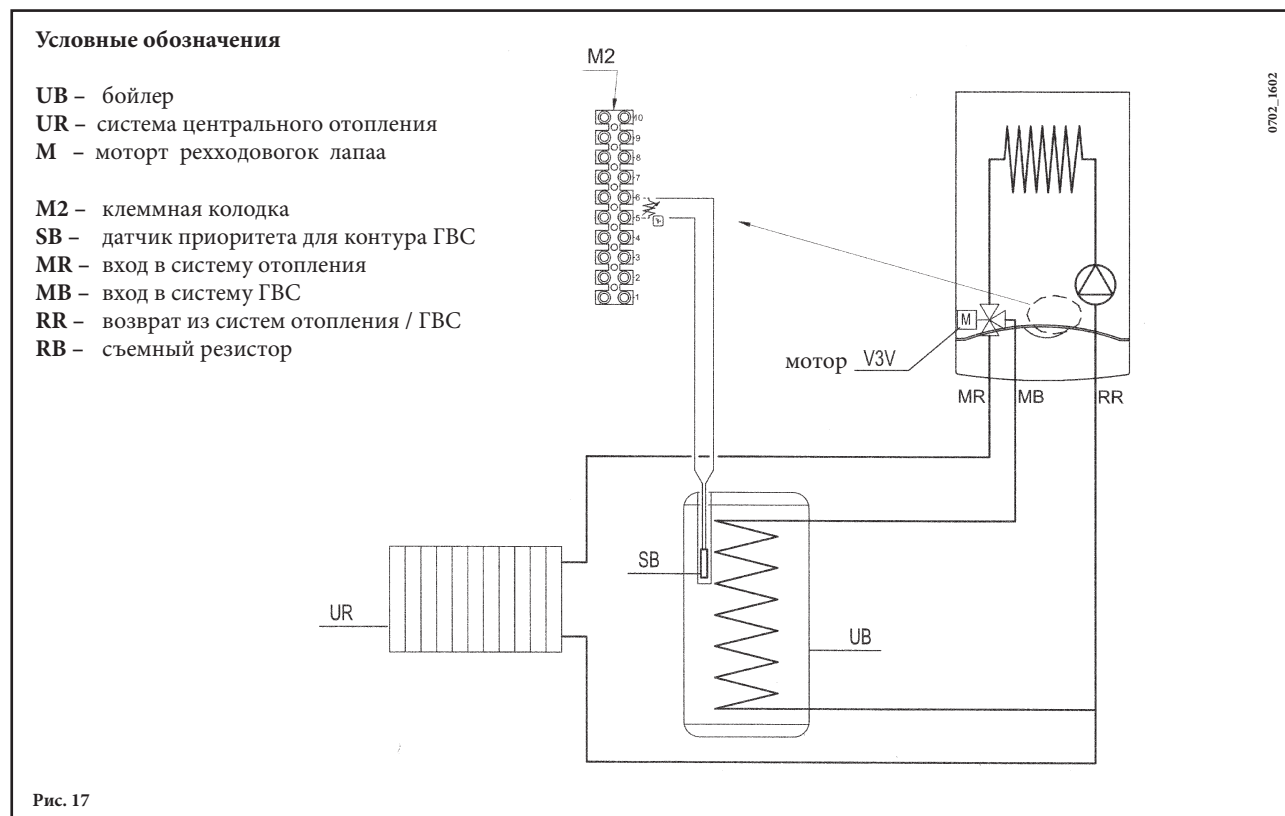 Условные обозначения
UB – бойлер
UR – система центрального отопления
M – моторт рехходовогок лапаа
M2 – клеммная колодка
SB – датчик приоритета для контура ГВС
MR – вход в систему отопления
MB – вход в систему ГВС
RR – возврат из систем отопления / ГВС
RB – съемный резистор
M2
10
9
8
7
6
5
4
3
2
1
0702_1602
M
мотор V3V
MR
MB
RR
SB
UR
UB
Рис. 17